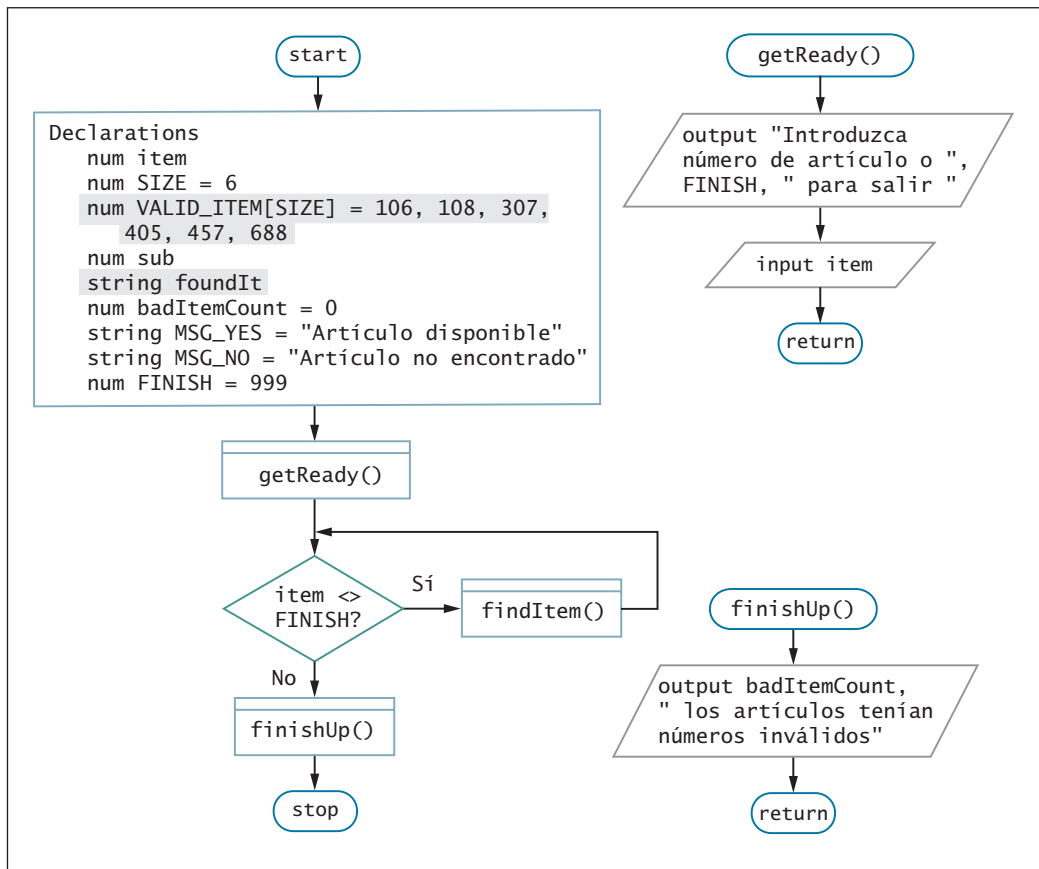 start
Declarations
num item
num SIZE = 6
num VALID_ITEM[SIZE] = 106, 108, 307,
405, 457, 688
num sub
string foundIt
num badItemCount = 0
string MSG_YES = "Artículo disponible"
string MSG_NO = "Artículo no encontrado"
num FINISH = 999
getReady()
item <>
FINISH?
Sí
findItem()
No
finishUp()
stop
getReady()
output "Introduzca
número de artículo o ",
FINISH, " para salir "
input item
return
finishUp()
output badItemCount,
" los artículos tenían
números inválidos"
return